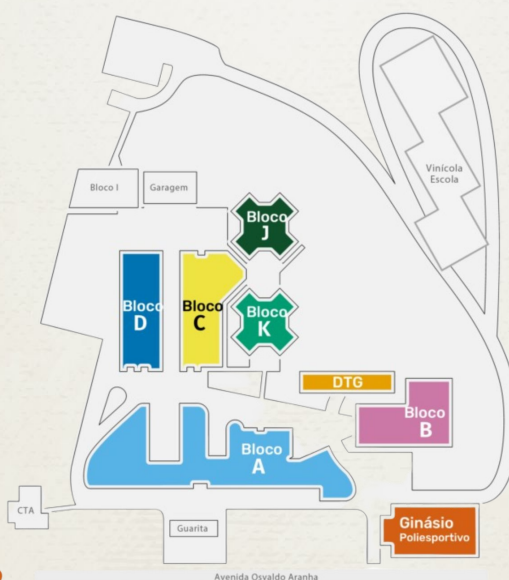 Vinícola
Escola
Bloco I
Garagem
Bloco
J
Bloco
D
Bloco
C
Bloco
K
DTG
Bloco
B
Bloco
A
CTA
Guarita
Ginásio
Poliesportivo
Avenida Osvaldo Aranha